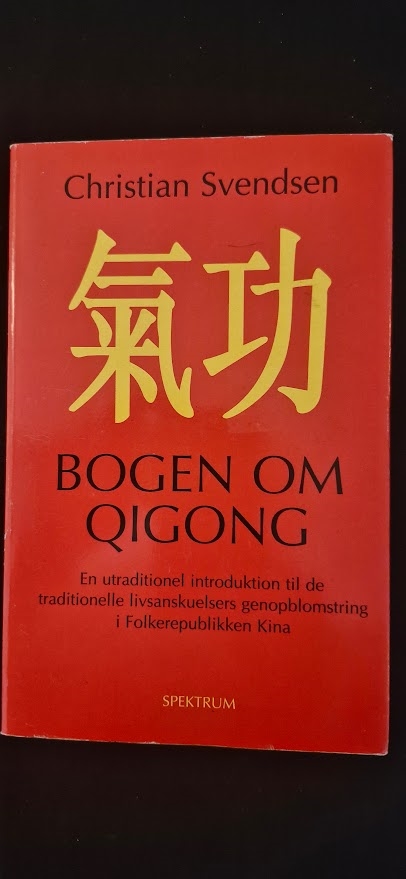 Christian Svendsen
氣功
BOGEN OM
QIGONG
En utraditionel introduktion til de
traditionelle livsanskuelsers genopblomstring
i Folkerepublikken Kina
SPEKTRUM